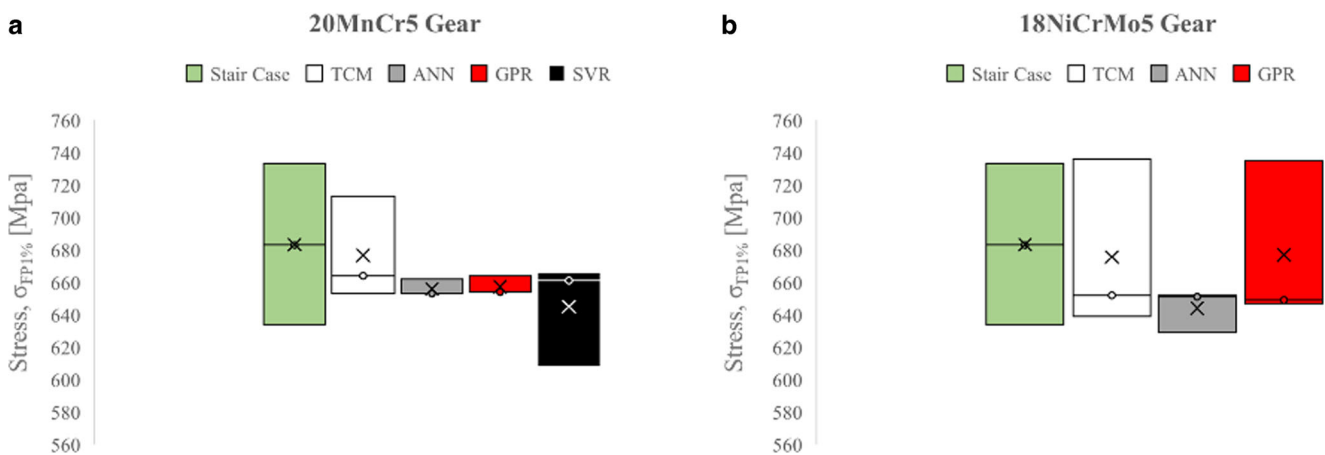 a
20MnCr5 Gear
Stair Case TCM ANN GPR SVR
Stress, σFP1% [Mpa]
760
740
720
700
680
660
640
620
600
580
560
b
18NiCrMo5 Gear
Stair Case TCM ANN GPR
Stress, σFP1% [Mpa]
760
740
720
700
680
660
640
620
600
580
560